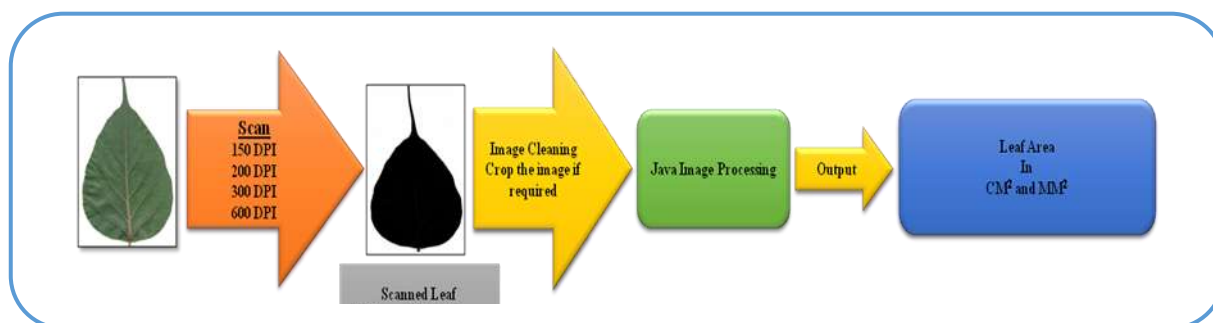 Scan
150 DPI
200 DPI
300 DPI
600 DPI
Scanned Leaf
Image Cleaning
Crop the image if
required
Java Image Processing
Output
Leaf Area
In
CM² and MM²